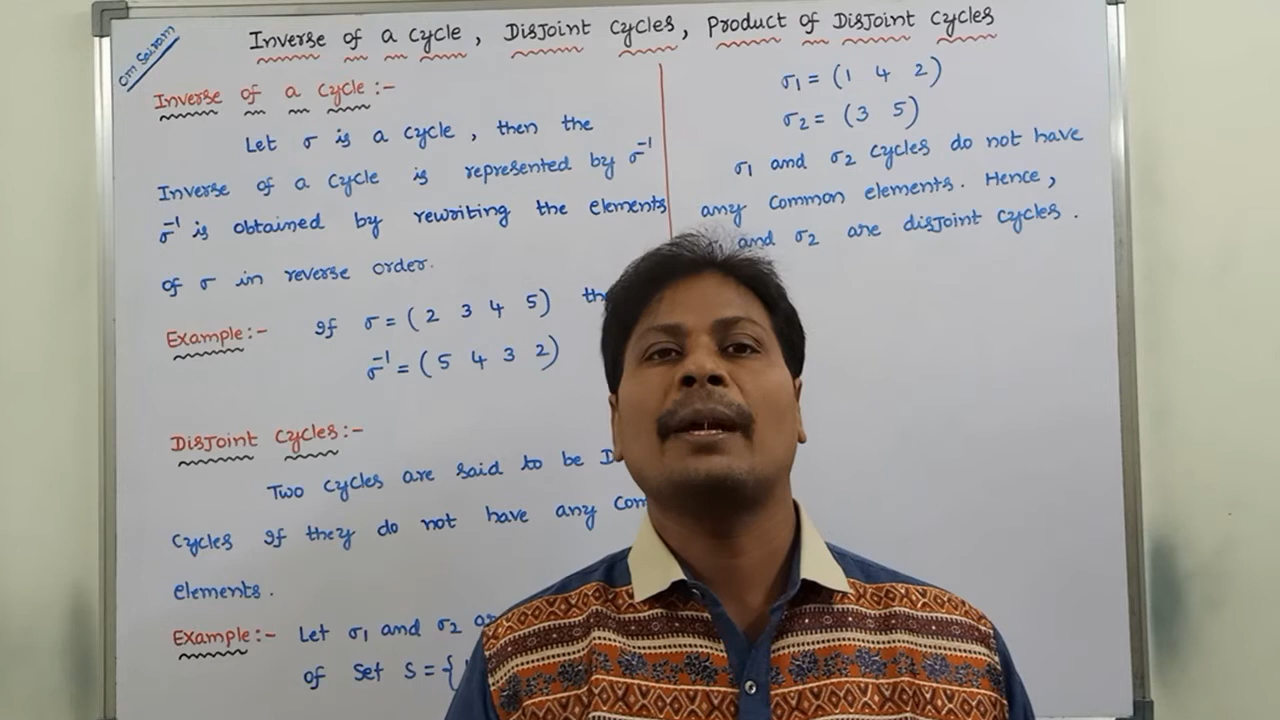 Om Sairam
Inverse of a cycle, Disjoint cycles, Product of Disjoint cycles
Inverse of a cycle:-
Let σ is a cycle, then the
Inverse of a cycle is represented by σ⁻¹
σ⁻¹ is obtained by rewriting the elements
of σ in reverse order.
Example:- If σ = (2 3 4 5)
σ⁻¹ = (5 4 3 2)
Disjoint cycles:-
Two cycles are said to be
cycles if they do not have any
elements.
Example:- Let σ1 and σ2
of set S = {
σ1 = (1 4 2)
σ2 = (3 5)
σ1 and σ2 cycles do not have
any common elements. Hence,
and σ2 are disjoint cycles.